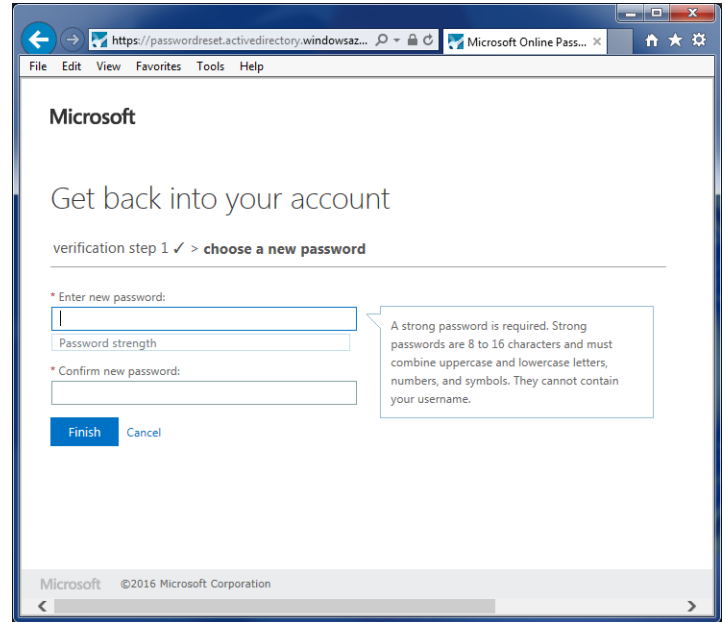 https://passwordreset.activedirectory.windowsaz...
Microsoft Online Pass...
File Edit View Favorites Tools Help
Microsoft
Get back into your account
verification step 1 ✓ > choose a new password
* Enter new password:
Password strength
* Confirm new password:
A strong password is required. Strong
passwords are 8 to 16 characters and must
combine uppercase and lowercase letters,
numbers, and symbols. They cannot contain
your username.
Finish Cancel
Microsoft ©2016 Microsoft Corporation